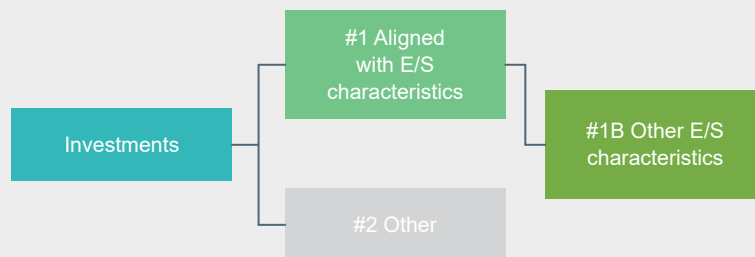 #1 Aligned
with E/S
characteristics
Investments
#1B Other E/S
characteristics
#2 Other